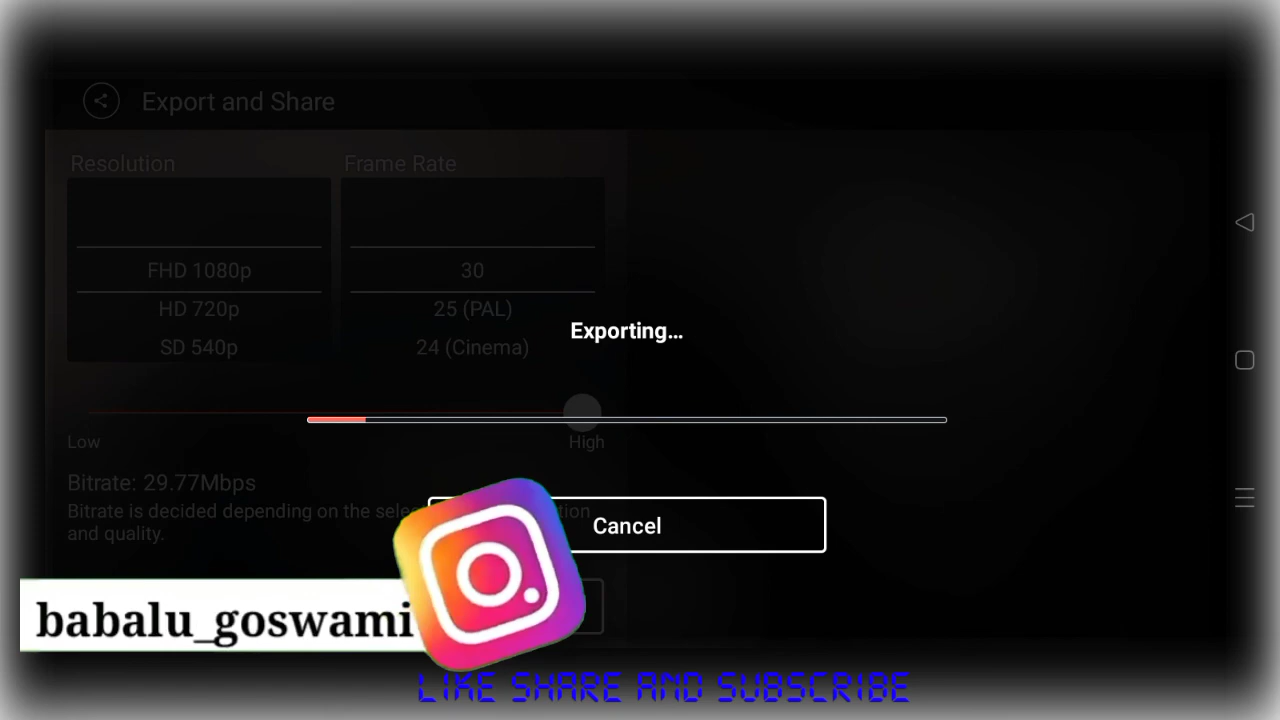 Export and Share
Resolution
Frame Rate
FHD 1080p
30
HD 720p
25 (PAL)
SD 540p
24 (Cinema)
Exporting...
Low
High
Bitrate: 29.77Mbps
Bitrate is decided depending on the sele tion
and quality.
Cancel
babalu_goswami
LIKE SHARE AND SUBSCRIBE